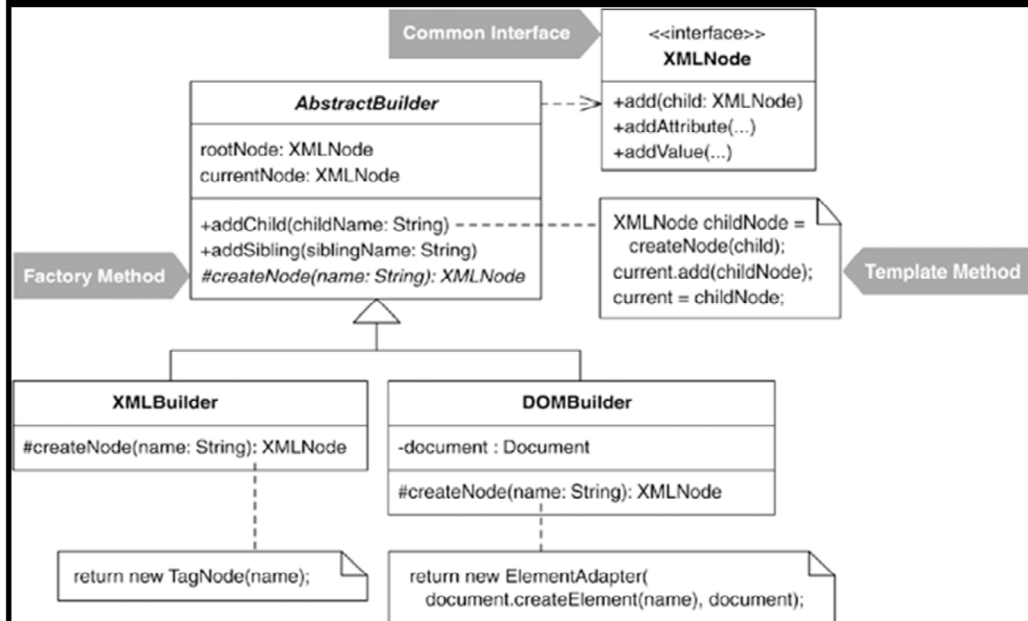 Common Interface
<<interface>>
XMLNode
+add(child: XMLNode)
+addAttribute(...)
+addValue(...)
AbstractBuilder
rootNode: XMLNode
currentNode: XMLNode
+addChild(childName: String)
+addSibling(siblingName: String)
#createNode(name: String): XMLNode
Factory Method
XMLNode childNode =
createNode(child);
current.add(childNode);
current = childNode;
Template Method
XMLBuilder
#createNode(name: String): XMLNode
return new TagNode(name);
DOMBuilder
-document : Document
#createNode(name: String): XMLNode
return new ElementAdapter(
document.createElement(name), document);